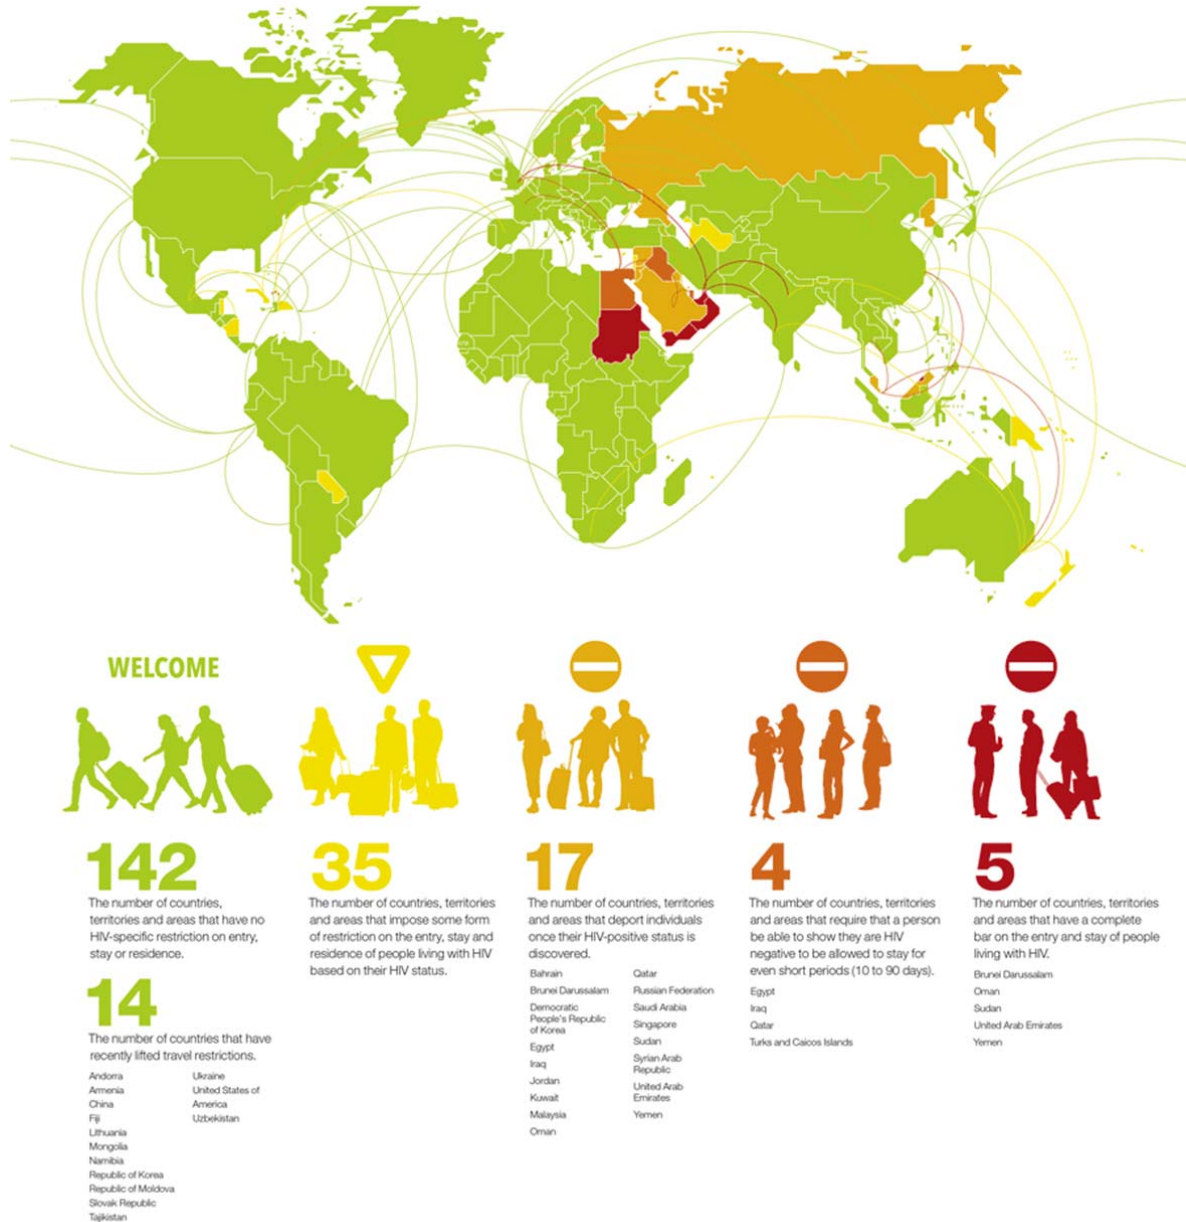 WELCOME
142
The number of countries,
territories and areas that have no
HIV-specific restriction on entry,
stay or residence.
14
The number of countries that have
recently lifted travel restrictions.
Andorra
Armenia
China
Fiji
Lithuania
Mongolia
Namibia
Republic of Korea
Republic of Moldova
Slovak Republic
Tajikistan
Ukraine
United States of
America
Uzbekistan
35
The number of countries, territories
and areas that impose some form
of restriction on the entry, stay and
residence of people living with HIV
based on their HIV status.
17
The number of countries, territories
and areas that deport individuals
once their HIV-positive status is
discovered.
Bahrain
Brunei Darussalam
Democratic
People's Republic
of Korea
Egypt
Iraq
Jordan
Kuwait
Malaysia
Oman
Qatar
Russian Federation
Saudi Arabia
Singapore
Sudan
Syrian Arab
Republic
United Arab
Emirates
Yemen
4
The number of countries, territories
and areas that require that a person
be able to show they are HIV
negative to be allowed to stay for
even short periods (10 to 90 days).
Egypt
Iraq
Qatar
Turks and Caicos Islands
5
The number of countries, territories
and areas that have a complete
bar on the entry and stay of people
living with HIV.
Brunei Darussalam
Oman
Sudan
United Arab Emirates
Yemen